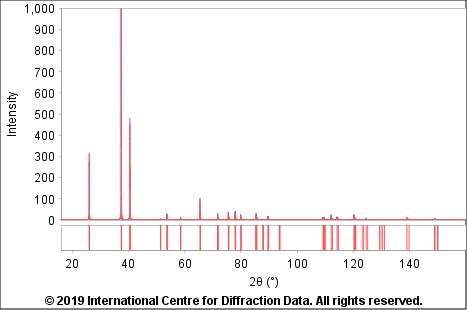 1,000
900
800
700
600
500
400
300
200
100
0
Intensity
20 40 60 80 100 120 140
2θ (°)
© 2019 International Centre for Diffraction Data. All rights reserved.